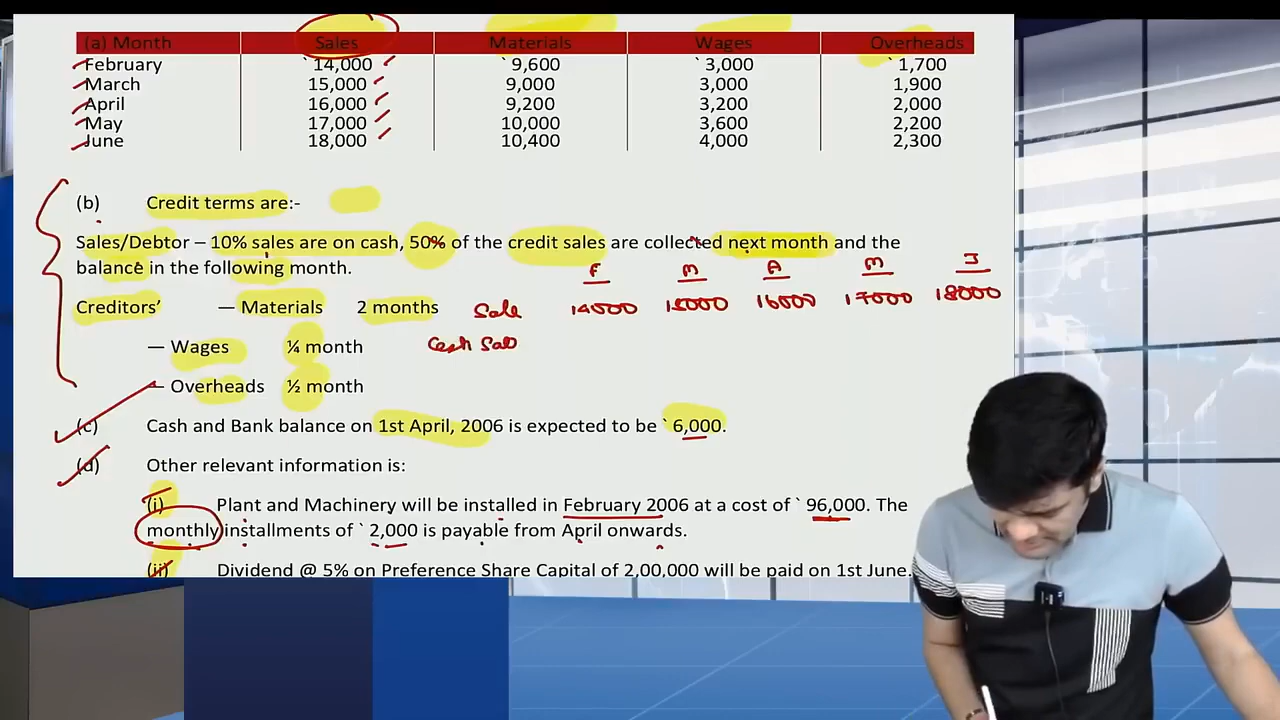 (a) Month Sales Materials Wages Overheads
February ` 14,000 ` 9,600 ` 3,000 ` 1,700
March 15,000 9,000 3,000 1,900
April 16,000 9,200 3,200 2,000
May 17,000 10,000 3,600 2,200
June 18,000 10,400 4,000 2,300
(b) Credit terms are:-
Sales/Debtor – 10% sales are on cash, 50% of the credit sales are collected next month and the
balance in the following month.
F M A M J
Creditors’ — Materials 2 months
Sale 14000 15000 16000 17000 18000
— Wages ¼ month
Cash Sale
— Overheads ½ month
(c) Cash and Bank balance on 1st April, 2006 is expected to be ` 6,000.
(d) Other relevant information is:
(i) Plant and Machinery will be installed in February 2006 at a cost of ` 96,000. The
monthly installments of ` 2,000 is payable from April onwards.
(ii) Dividend @ 5% on Preference Share Capital of 2,00,000 will be paid on 1st June.